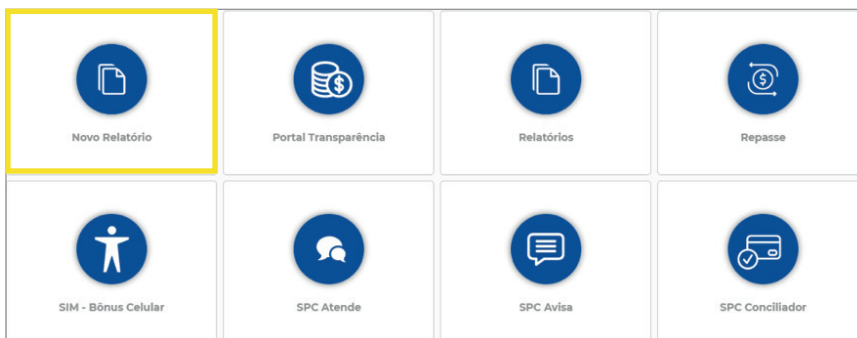 Novo Relatório
Portal Transparência
Relatórios
Repasse
SIM - Bônus Celular
SPC Atende
SPC Avisa
SPC Conciliador